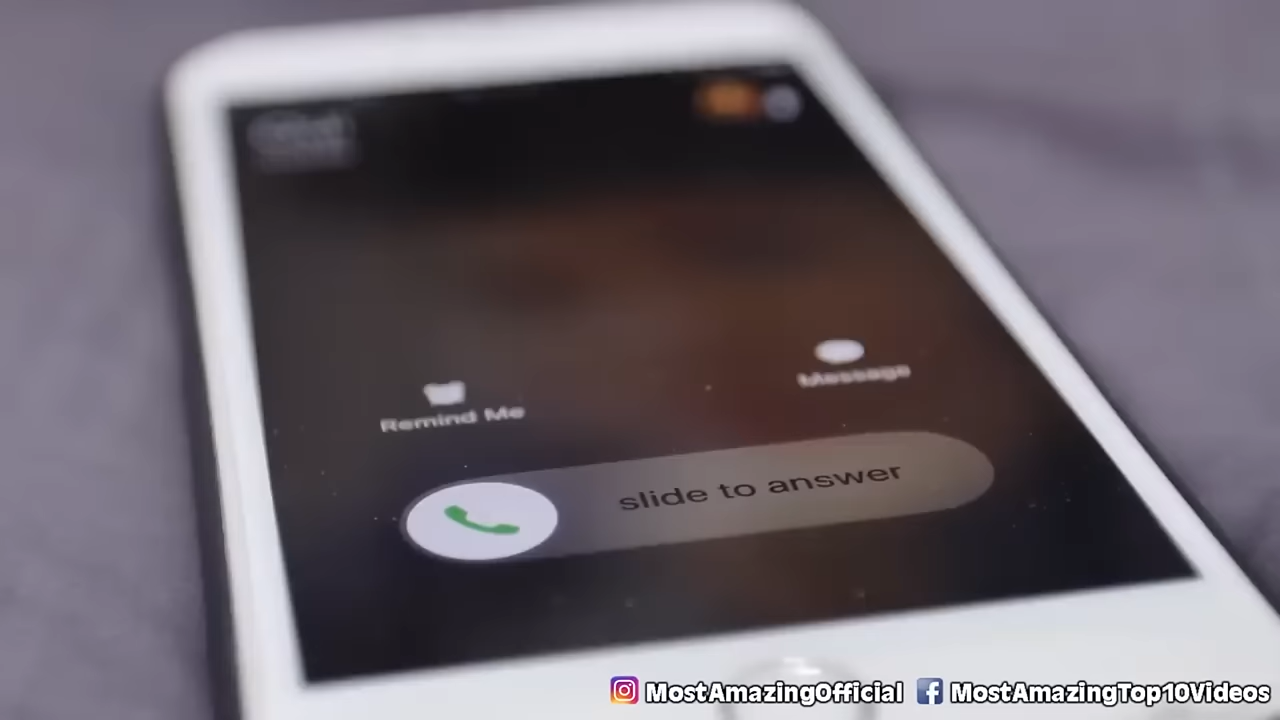 Message
Remind Me
slide to answer
MostAmazingOfficial
MostAmazingTop10Videos